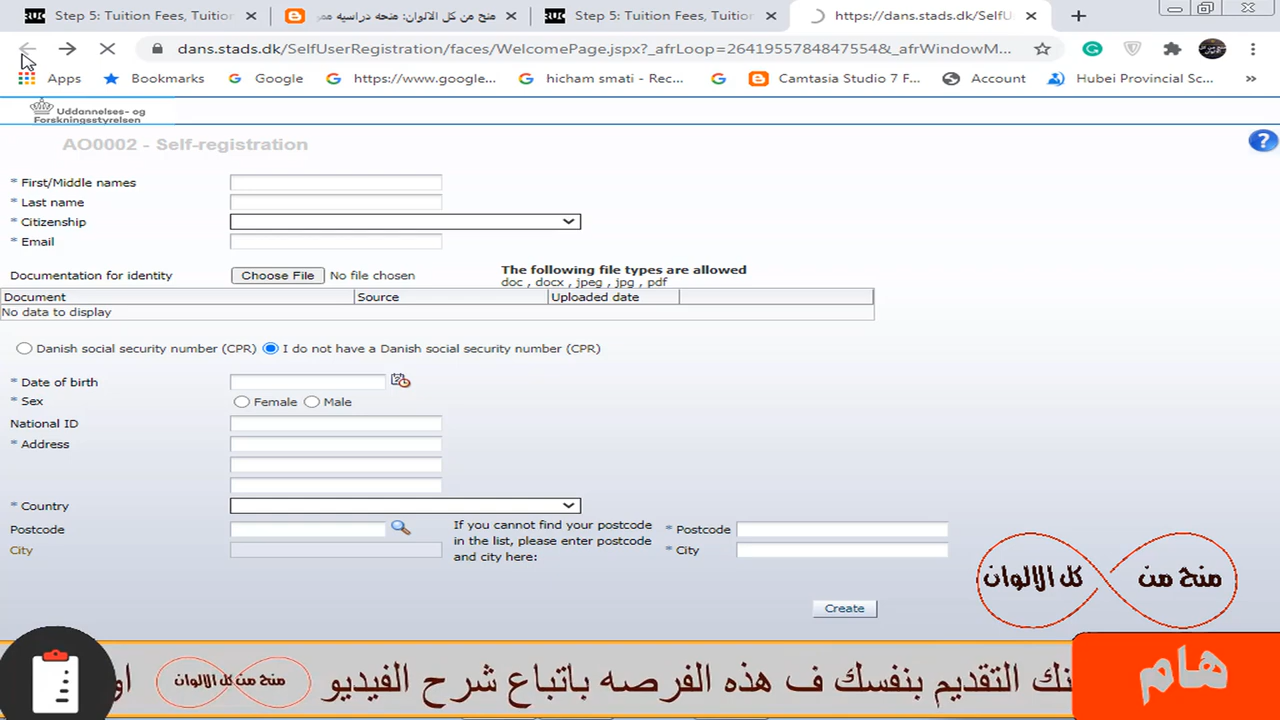 Step 5: Tuition Fees, Tuition
منح من كل الالوان: منحه دراسيه ممو
Step 5: Tuition Fees, Tuition
https://dans.stads.dk/SelfU
dans.stads.dk/SelfUserRegistration/faces/WelcomePage.jspx?_afrLoop=26419557848475548&_afrWindowM...
Apps Bookmarks Google https://www.google... hicham smati - Rec... Camtasia Studio 7 F... Account Hubei Provincial Sc... »
Uddannelses- og
Forskningsstyrelsen
AO0002 - Self-registration
* First/Middle names
* Last name
* Citizenship
* Email
Documentation for identity Choose File No file chosen
The following file types are allowed
doc , docx , jpeg , jpg , pdf
Document Source Uploaded date
No data to display
Danish social security number (CPR) I do not have a Danish social security number (CPR)
* Date of birth
* Sex Female Male
National ID
* Address
* Country
Postcode
City
If you cannot find your postcode
in the list, please enter postcode
and city here:
* Postcode
* City
Create
منح من كل الالوان
هام
نك التقديم بنفسك ف هذه الفرصه باتباع شرح الفيديو
منح من كل الالوان
او